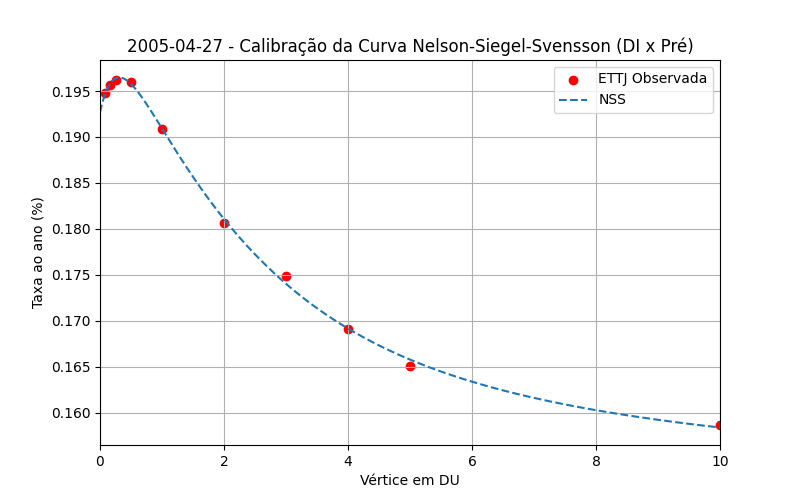 2005-04-27 - Calibração da Curva Nelson-Siegel-Svensson (DI x Pré)
ETTJ Observada
NSS
Taxa ao ano (%)
0.195
0.190
0.185
0.180
0.175
0.170
0.165
0.160
0 2 4 6 8 10
Vértice em DU